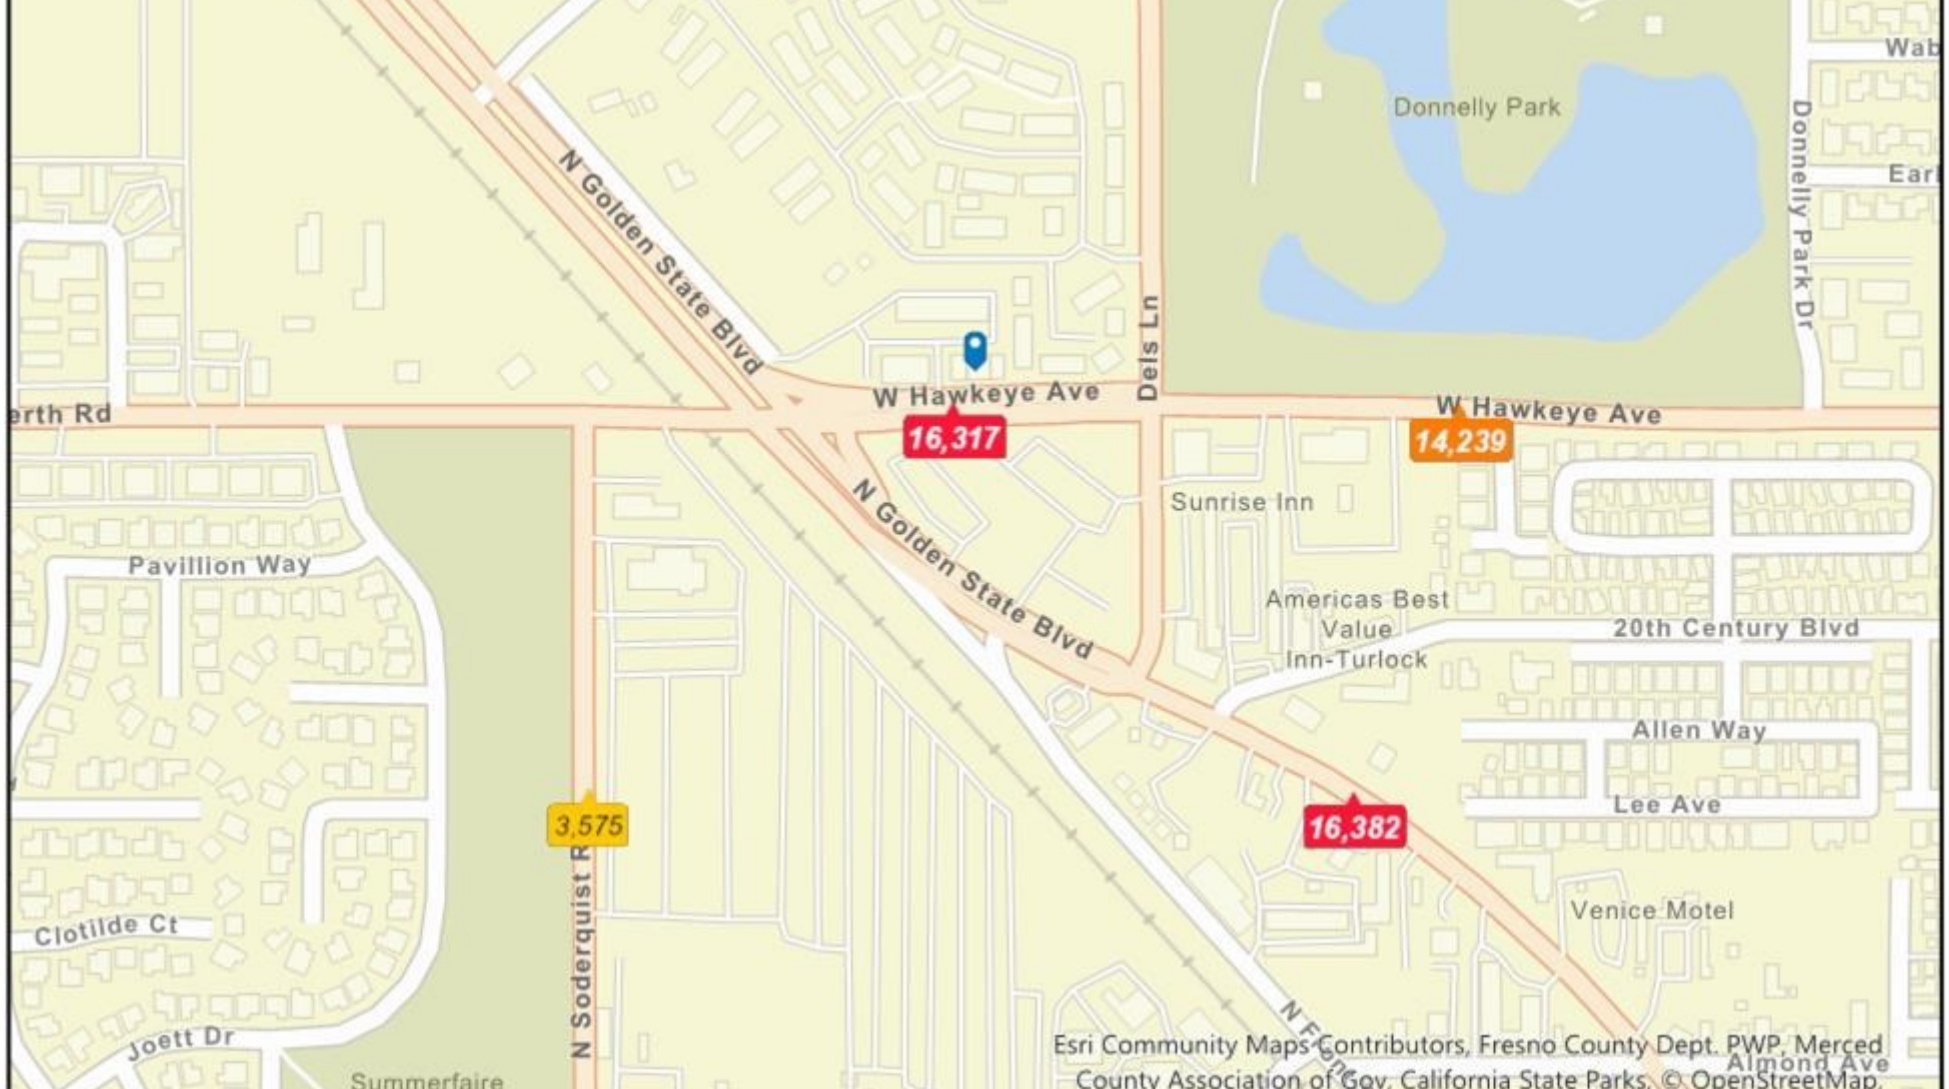 Wab
Donnelly Park
Donnelly Park Dr
Earl
N Golden State Blvd
Dels Ln
W Hawkeye Ave
W Hawkeye Ave
erth Rd
16,317
14,239
N Golden State Blvd
Sunrise Inn
Pavillion Way
Americas Best
Value
Inn-Turlock
20th Century Blvd
Allen Way
Lee Ave
3,575
16,382
N Soderquist R
Venice Motel
Clotilde Ct
N Fron
Joett Dr
Esri Community Maps Contributors, Fresno County Dept. PWP, Merced
Almond Ave
Summerfaire
County Association of Gov, California State Parks, © OpenStreetMap